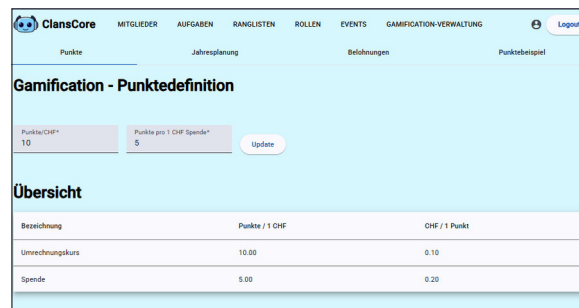 ClansCore MITGLIEDER AUFGABEN RANGLISTEN ROLLEN EVENTS GAMIFICATION-VERWALTUNG Logout
Punkte Jahresplanung Belohnungen Punktebeispiel
Gamification - Punktedefinition
Punkte/CHF* Punkte pro 1 CHF Spende*
10 5 Update
Übersicht
Bezeichnung Punkte / 1 CHF CHF / 1 Punkt
Umrechnungskurs 10.00 0.10
Spende 5.00 0.20